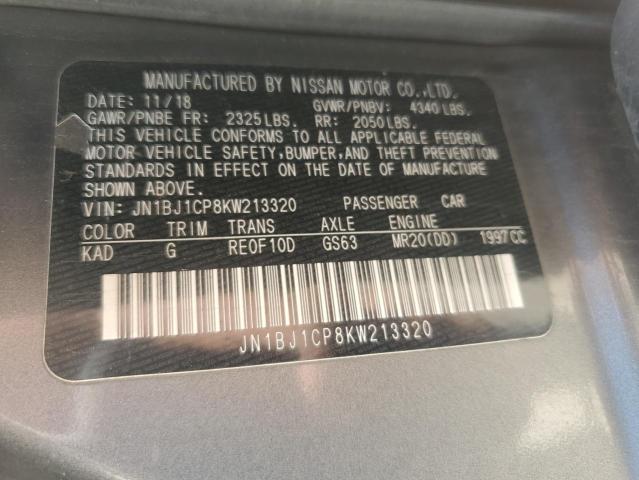 MANUFACTURED BY NISSAN MOTOR CO.,LTD.
DATE: 11/18 GVWR/PNBV: 4340 LBS.
GAWR/PNBE FR: 2325 LBS. RR: 2050 LBS.
THIS VEHICLE CONFORMS TO ALL APPLICABLE FEDERAL
MOTOR VEHICLE SAFETY,BUMPER,AND THEFT PREVENTION
STANDARDS IN EFFECT ON THE DATE OF MANUFACTURE
SHOWN ABOVE.
VIN: JN1BJ1CP8KW213320 PASSENGER CAR
COLOR TRIM TRANS AXLE ENGINE
KAD G RE0F10D GS63 MR20(DD) 1997CC
JN1BJ1CP8KW213320